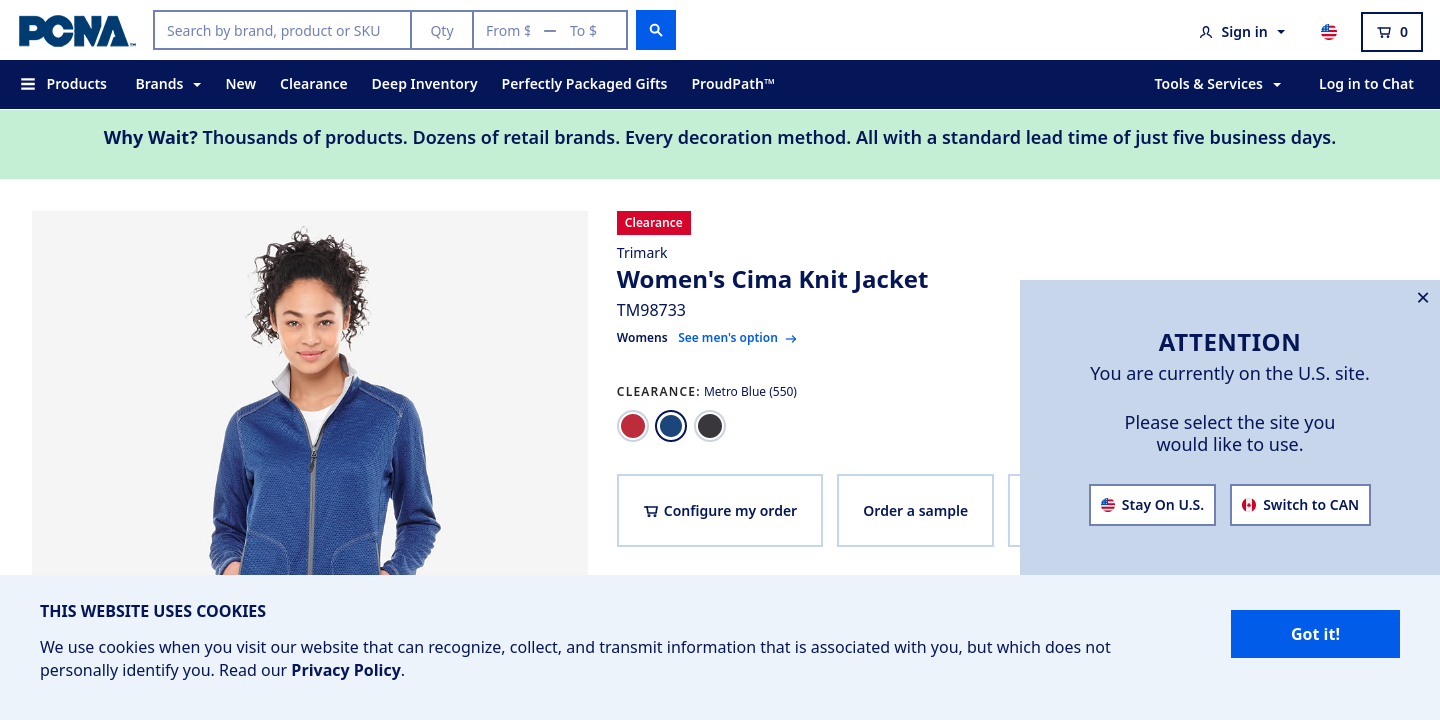 PCNA
Search by brand, product or SKU
Qty
From $ — To $
Sign in
0
Products Brands New Clearance Deep Inventory Perfectly Packaged Gifts ProudPath™ Tools & Services Log in to Chat
Why Wait? Thousands of products. Dozens of retail brands. Every decoration method. All with a standard lead time of just five business days.
Clearance
Trimark
Women's Cima Knit Jacket
TM98733
Womens See men's option →
CLEARANCE: Metro Blue (550)
Configure my order
Order a sample
ATTENTION
You are currently on the U.S. site.
Please select the site you
would like to use.
Stay On U.S. Switch to CAN
THIS WEBSITE USES COOKIES
We use cookies when you visit our website that can recognize, collect, and transmit information that is associated with you, but which does not
personally identify you. Read our Privacy Policy.
Got it!